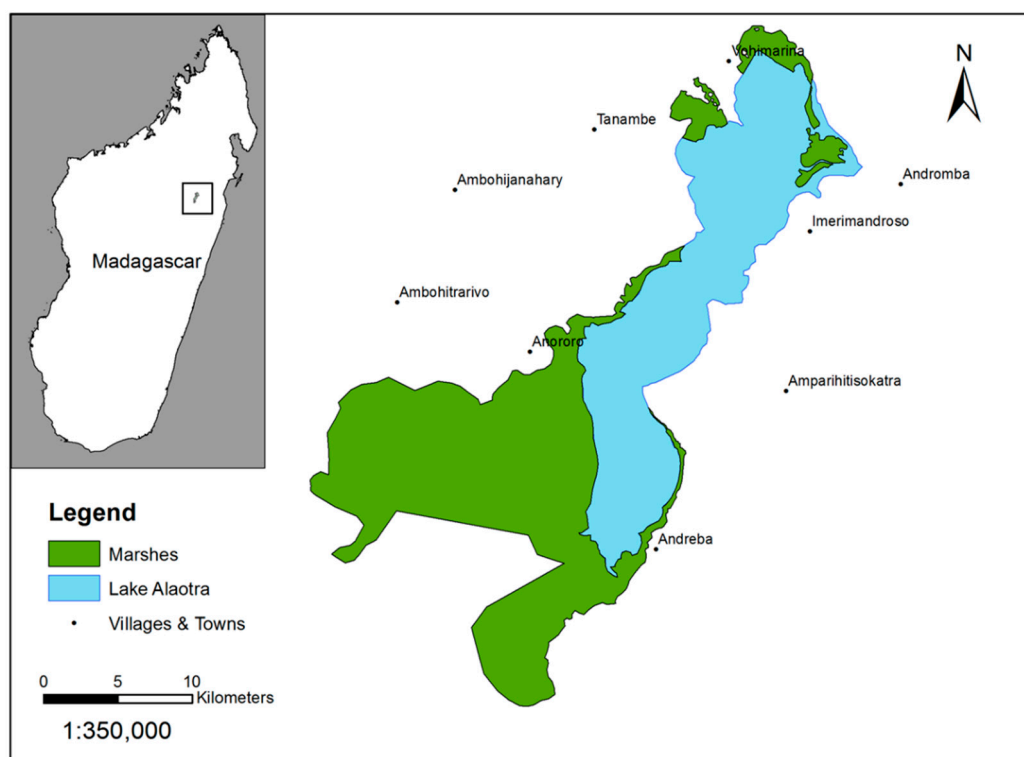 N
Vohimarina
Tanambe
Ambohijanahary
Andromba
Imerimandroso
Madagascar
Ambohitrarivo
Anororo
Amparihitisokatra
Legend
Andreba
Marshes
Lake Alaotra
Villages & Towns
0 5 10
Kilometers
1:350,000